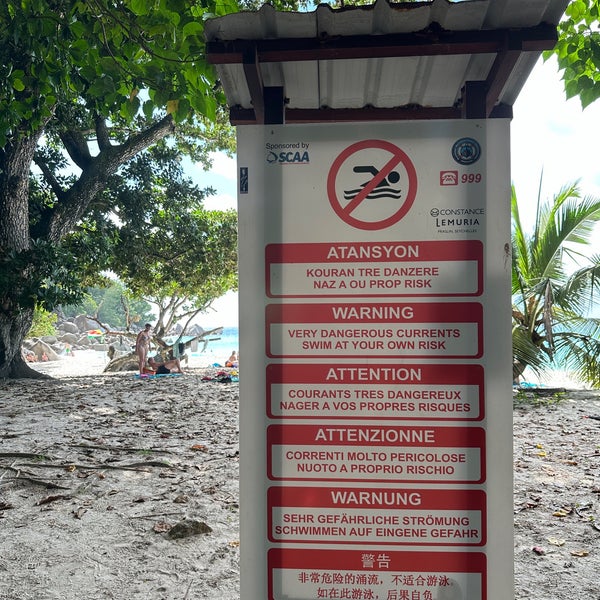 Sponsored by
SCAA
999
CONSTANCE
LEMURIA
PRASLIN, SEYCHELLES
ATANSYON
KOURAN TRE DANZERE
NAZ A OU PROP RISK
WARNING
VERY DANGEROUS CURRENTS
SWIM AT YOUR OWN RISK
ATTENTION
COURANTS TRES DANGEREUX
NAGER A VOS PROPRES RISQUES
ATTENZIONNE
CORRENTI MOLTO PERICOLOSE
NUOTO A PROPRIO RISCHIO
WARNUNG
SEHR GEFÄHRLICHE STRÖMUNG
SCHWIMMEN AUF EINGENE GEFAHR
警告
非常危险的涌流，不适合游泳，
如在此游泳，后果自负